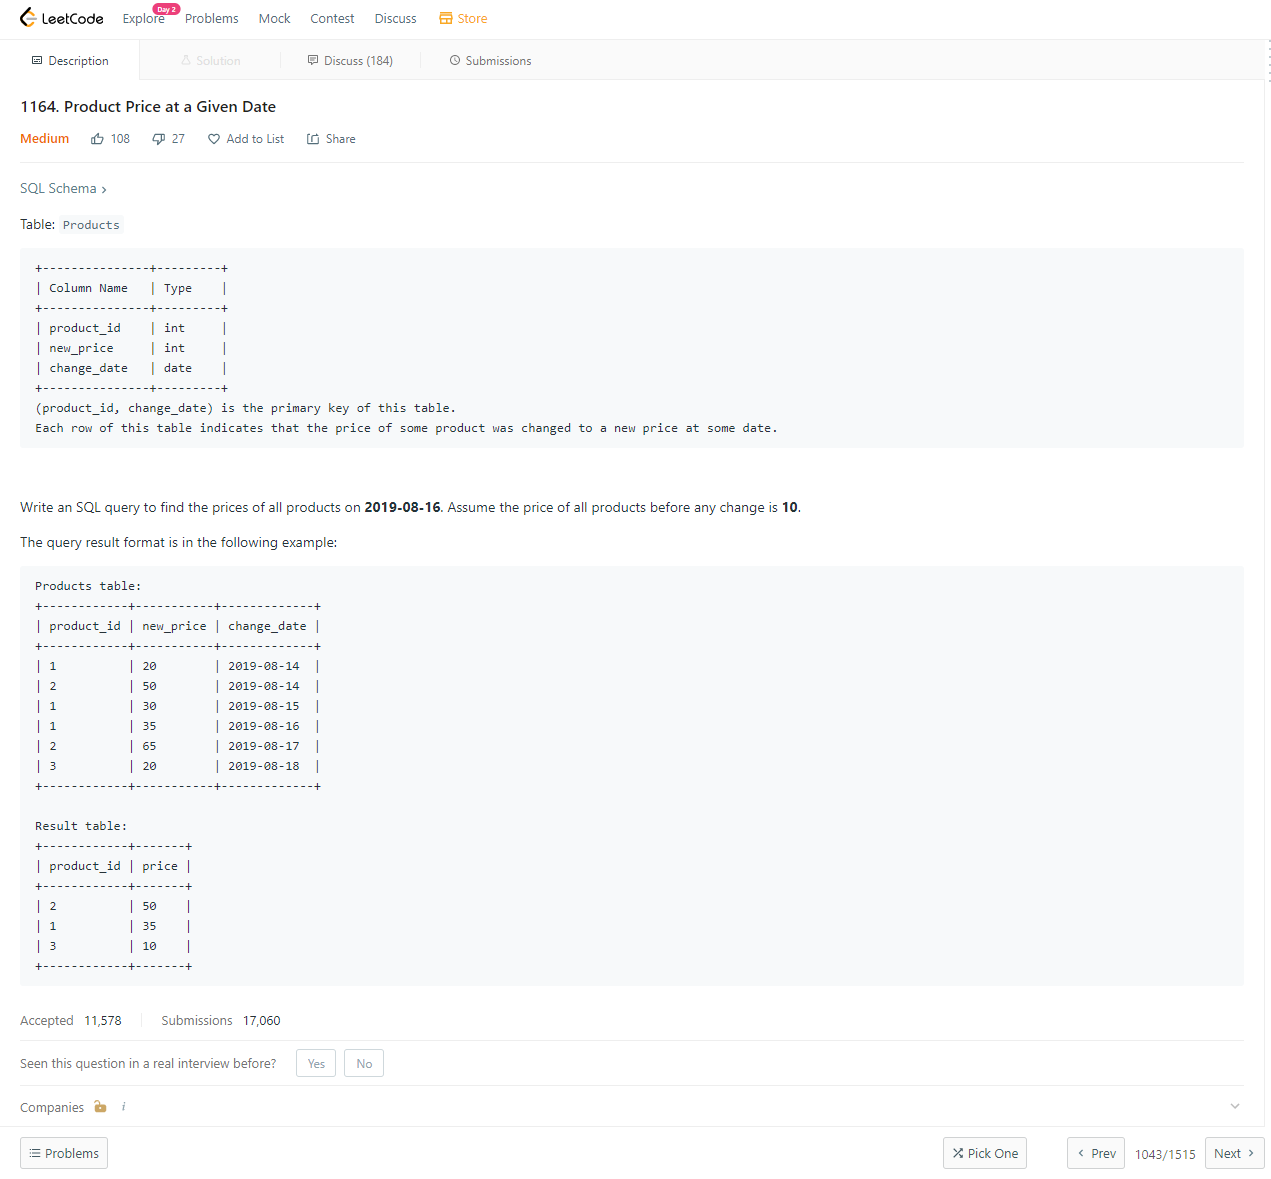 LeetCode Explore Day 2 Problems Mock Contest Discuss Store
Description Solution Discuss (184) Submissions
1164. Product Price at a Given Date
Medium 108 27 Add to List Share
SQL Schema ›
Table: Products
+---------------+---------+
| Column Name   | Type    |
+---------------+---------+
| product_id    | int     |
| new_price     | int     |
| change_date   | date    |
+---------------+---------+
(product_id, change_date) is the primary key of this table.
Each row of this table indicates that the price of some product was changed to a new price at some date.
Write an SQL query to find the prices of all products on 2019-08-16. Assume the price of all products before any change is 10.
The query result format is in the following example:
Products table:
+------------+-----------+-------------+
| product_id | new_price | change_date |
+------------+-----------+-------------+
| 1          | 20        | 2019-08-14  |
| 2          | 50        | 2019-08-14  |
| 1          | 30        | 2019-08-15  |
| 1          | 35        | 2019-08-16  |
| 2          | 65        | 2019-08-17  |
| 3          | 20        | 2019-08-18  |
+------------+-----------+-------------+
Result table:
+------------+-------+
| product_id | price |
+------------+-------+
| 2          | 50    |
| 1          | 35    |
| 3          | 10    |
+------------+-------+
Accepted 11,578 Submissions 17,060
Seen this question in a real interview before? Yes No
Companies i
Problems Pick One ‹ Prev 1043/1515 Next ›